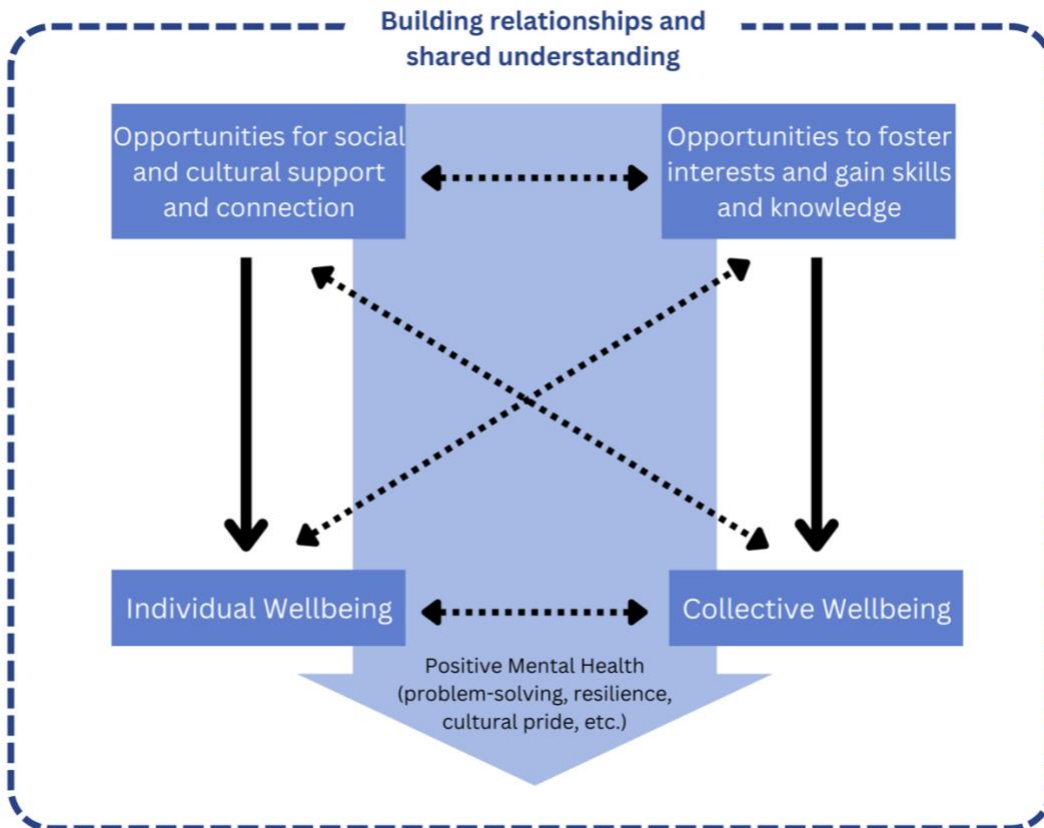 Building relationships and
shared understanding
Opportunities for social
and cultural support
and connection
Opportunities to foster
interests and gain skills
and knowledge
Individual Wellbeing
Collective Wellbeing
Positive Mental Health
(problem-solving, resilience,
cultural pride, etc.)